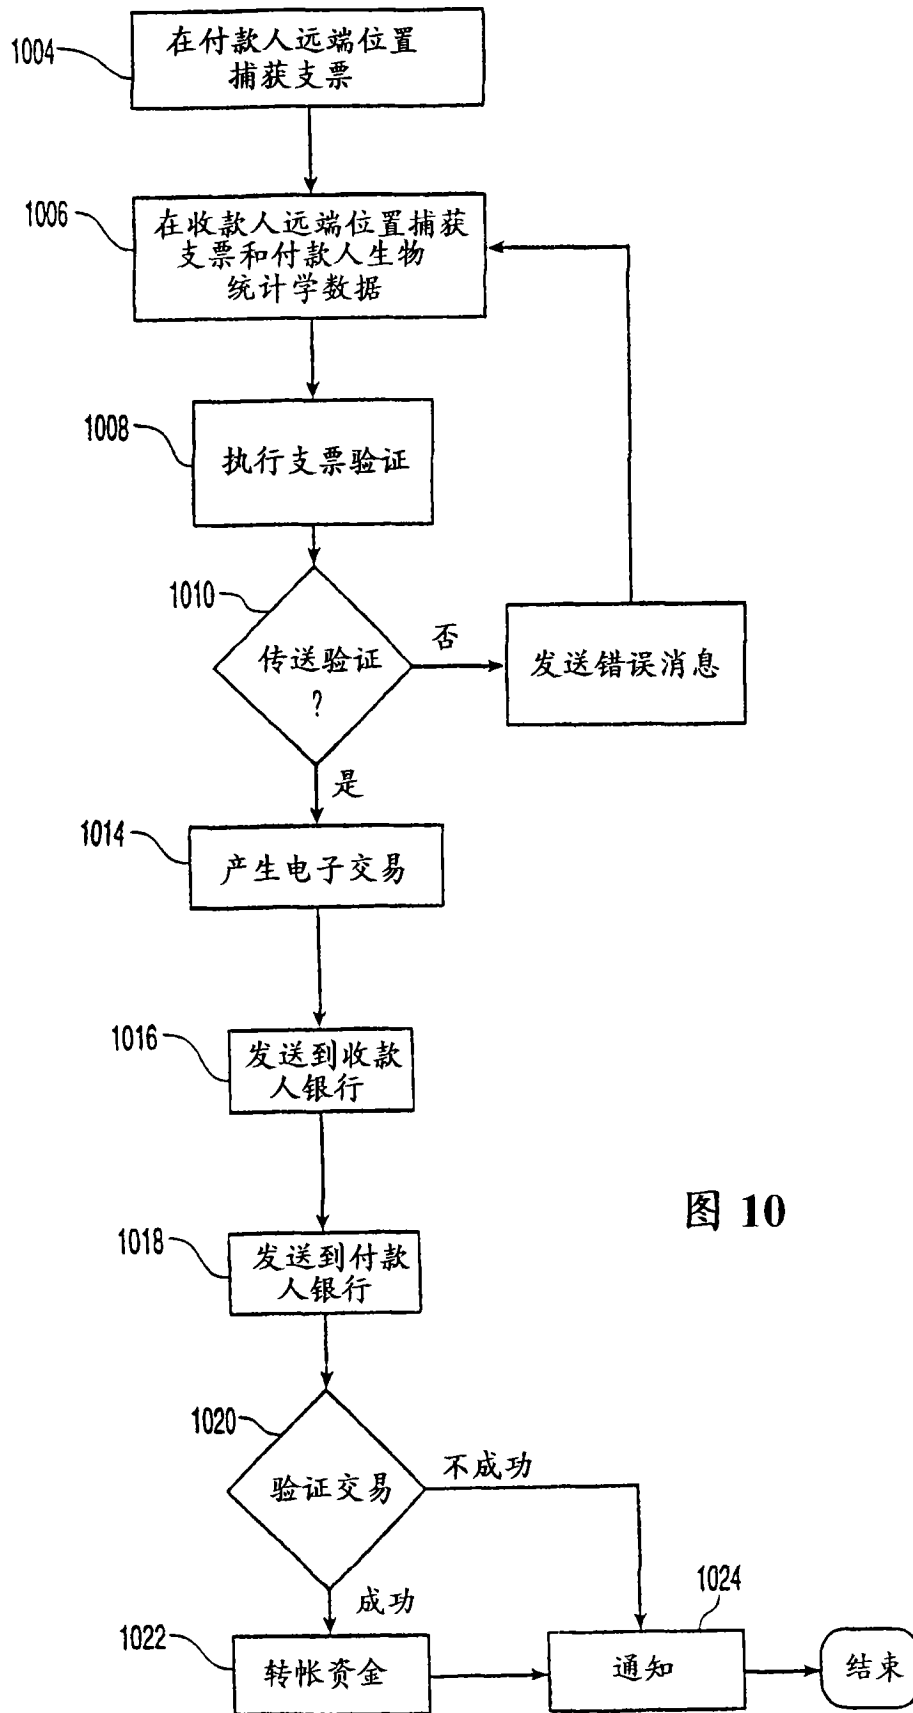 1004
在付款人远端位置
捕获支票
1006
在收款人远端位置捕获
支票和付款人生物
统计学数据
1008
执行支票验证
1010
传送验证
?
否
发送错误消息
是
1014
产生电子交易
1016
发送到收款
人银行
图 10
1018
发送到付款
人银行
1020
验证交易
不成功
成功
1022
转帐资金
1024
通知
结束